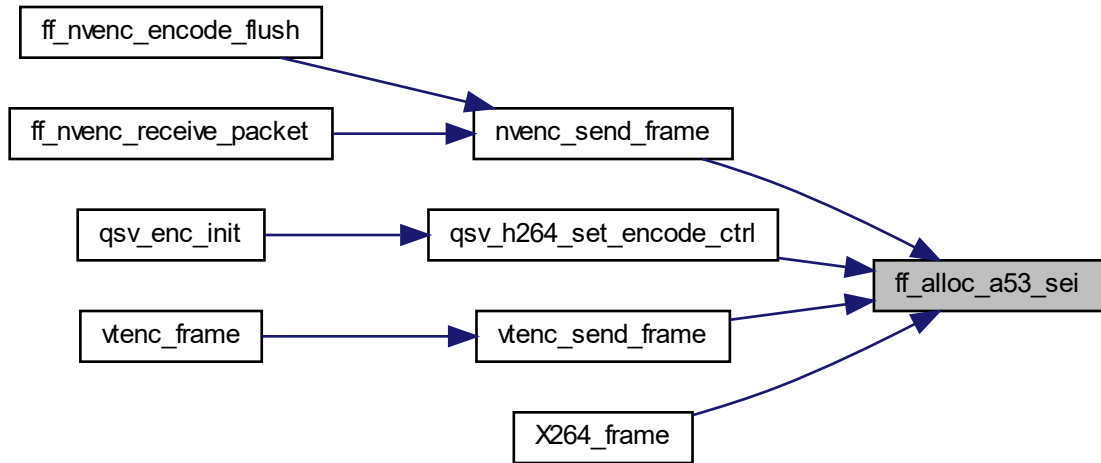 ff_nvenc_encode_flush
ff_nvenc_receive_packet
nvenc_send_frame
qsv_enc_init
qsv_h264_set_encode_ctrl
ff_alloc_a53_sei
vtenc_frame
vtenc_send_frame
X264_frame